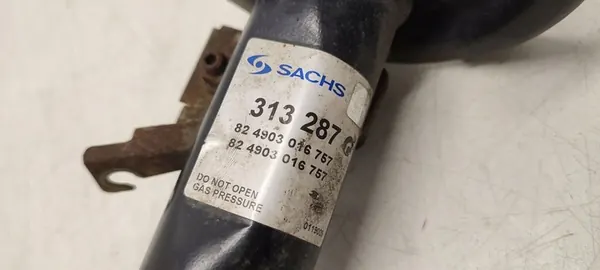 SACHS
313 287
82 4903 016 757
82 4903 016 757
DO NOT OPEN
GAS PRESSURE